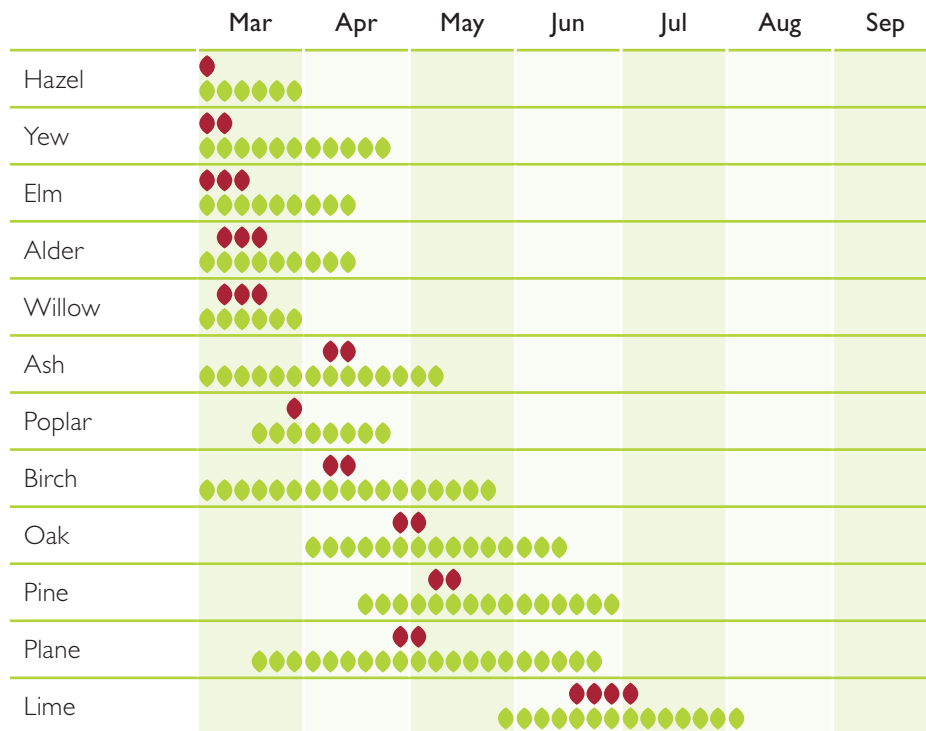 Mar Apr May Jun Jul Aug Sep
Hazel
Yew
Elm
Alder
Willow
Ash
Poplar
Birch
Oak
Pine
Plane
Lime